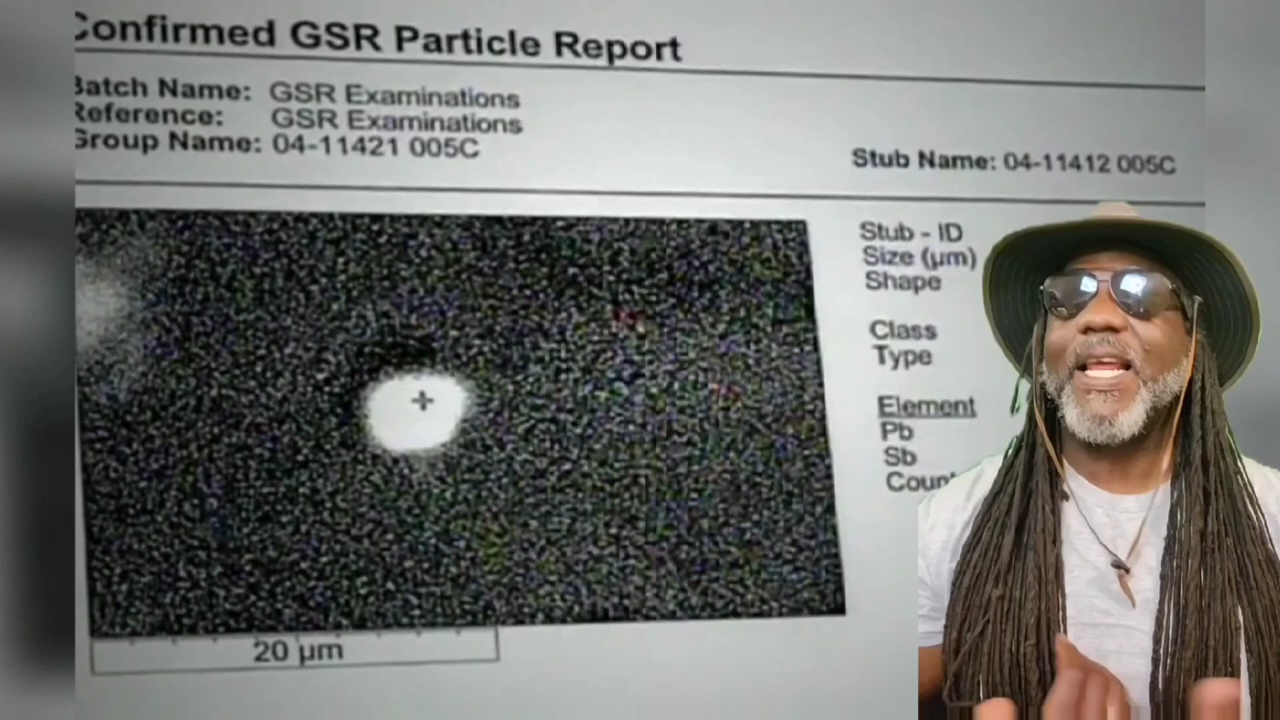 Confirmed GSR Particle Report
Batch Name: GSR Examinations
Reference: GSR Examinations
Group Name: 04-11421 005C
Stub Name: 04-11412 005C
Stub - ID
Size (µm)
Shape
Class
Type
Element
Pb
Sb
20 µm